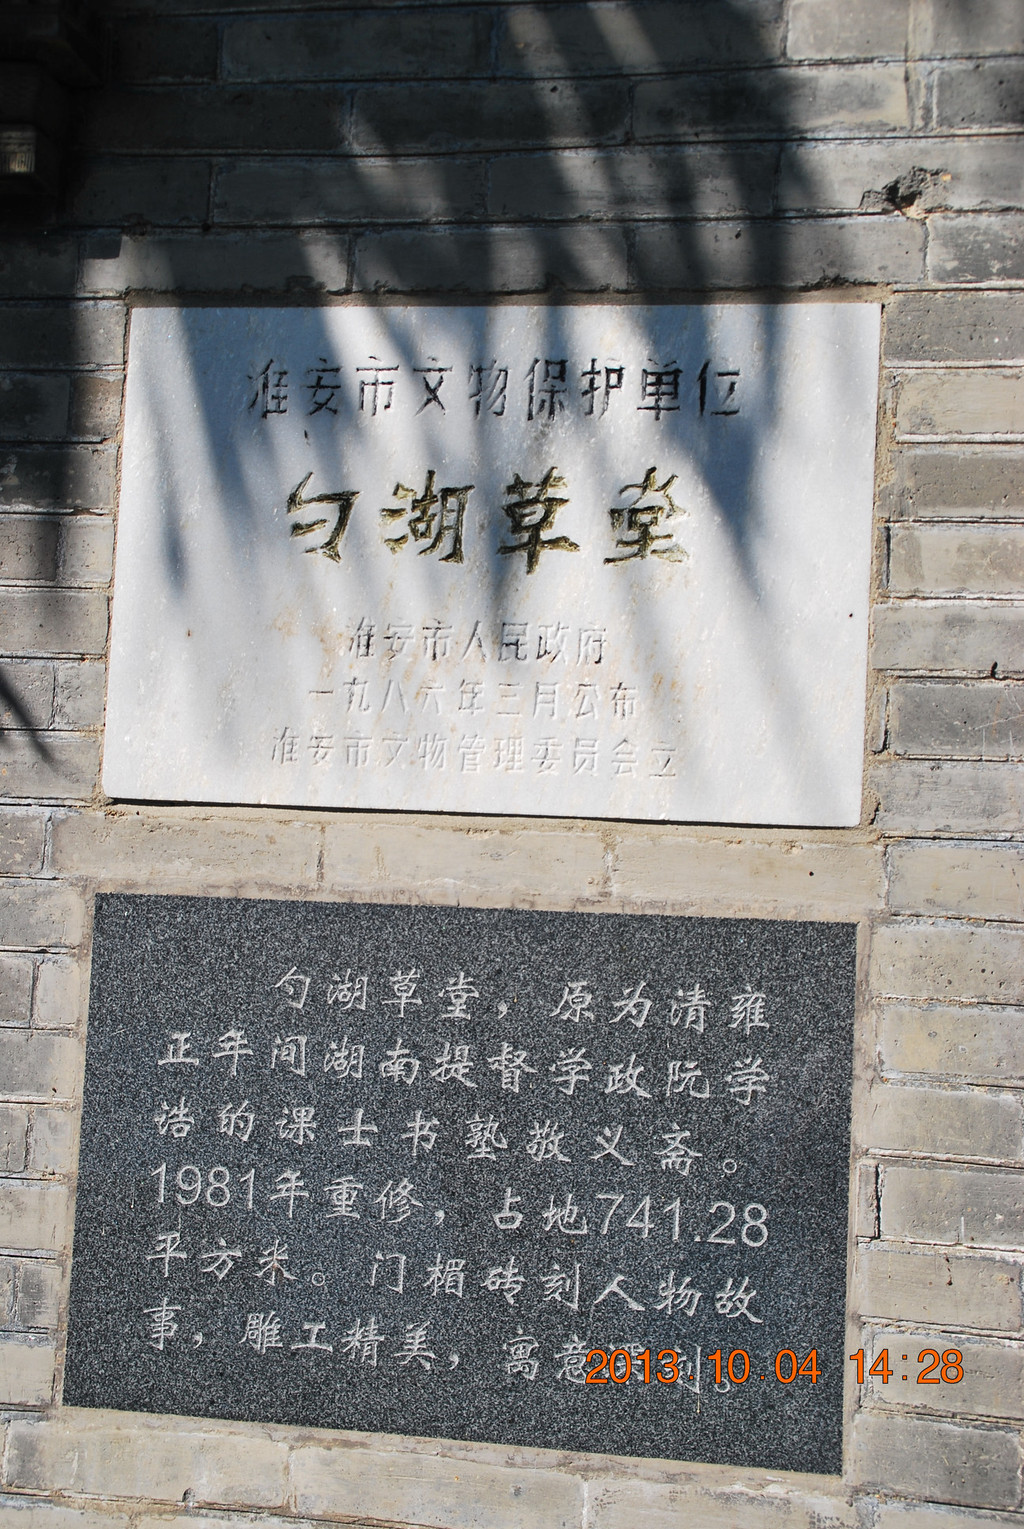 淮安市文物保护单位
勺湖草堂
淮安市人民政府
一九八六年三月公布
淮安市文物管理委员会立
勺湖草堂，原为清雍
正年间湖南提督学政阮学
浩的课士书塾敬义斋。
1981年重修，占地741.28
平方米。门楣砖刻人物故
事，雕工精美，寓意深刻。
2013.10.04 14:28